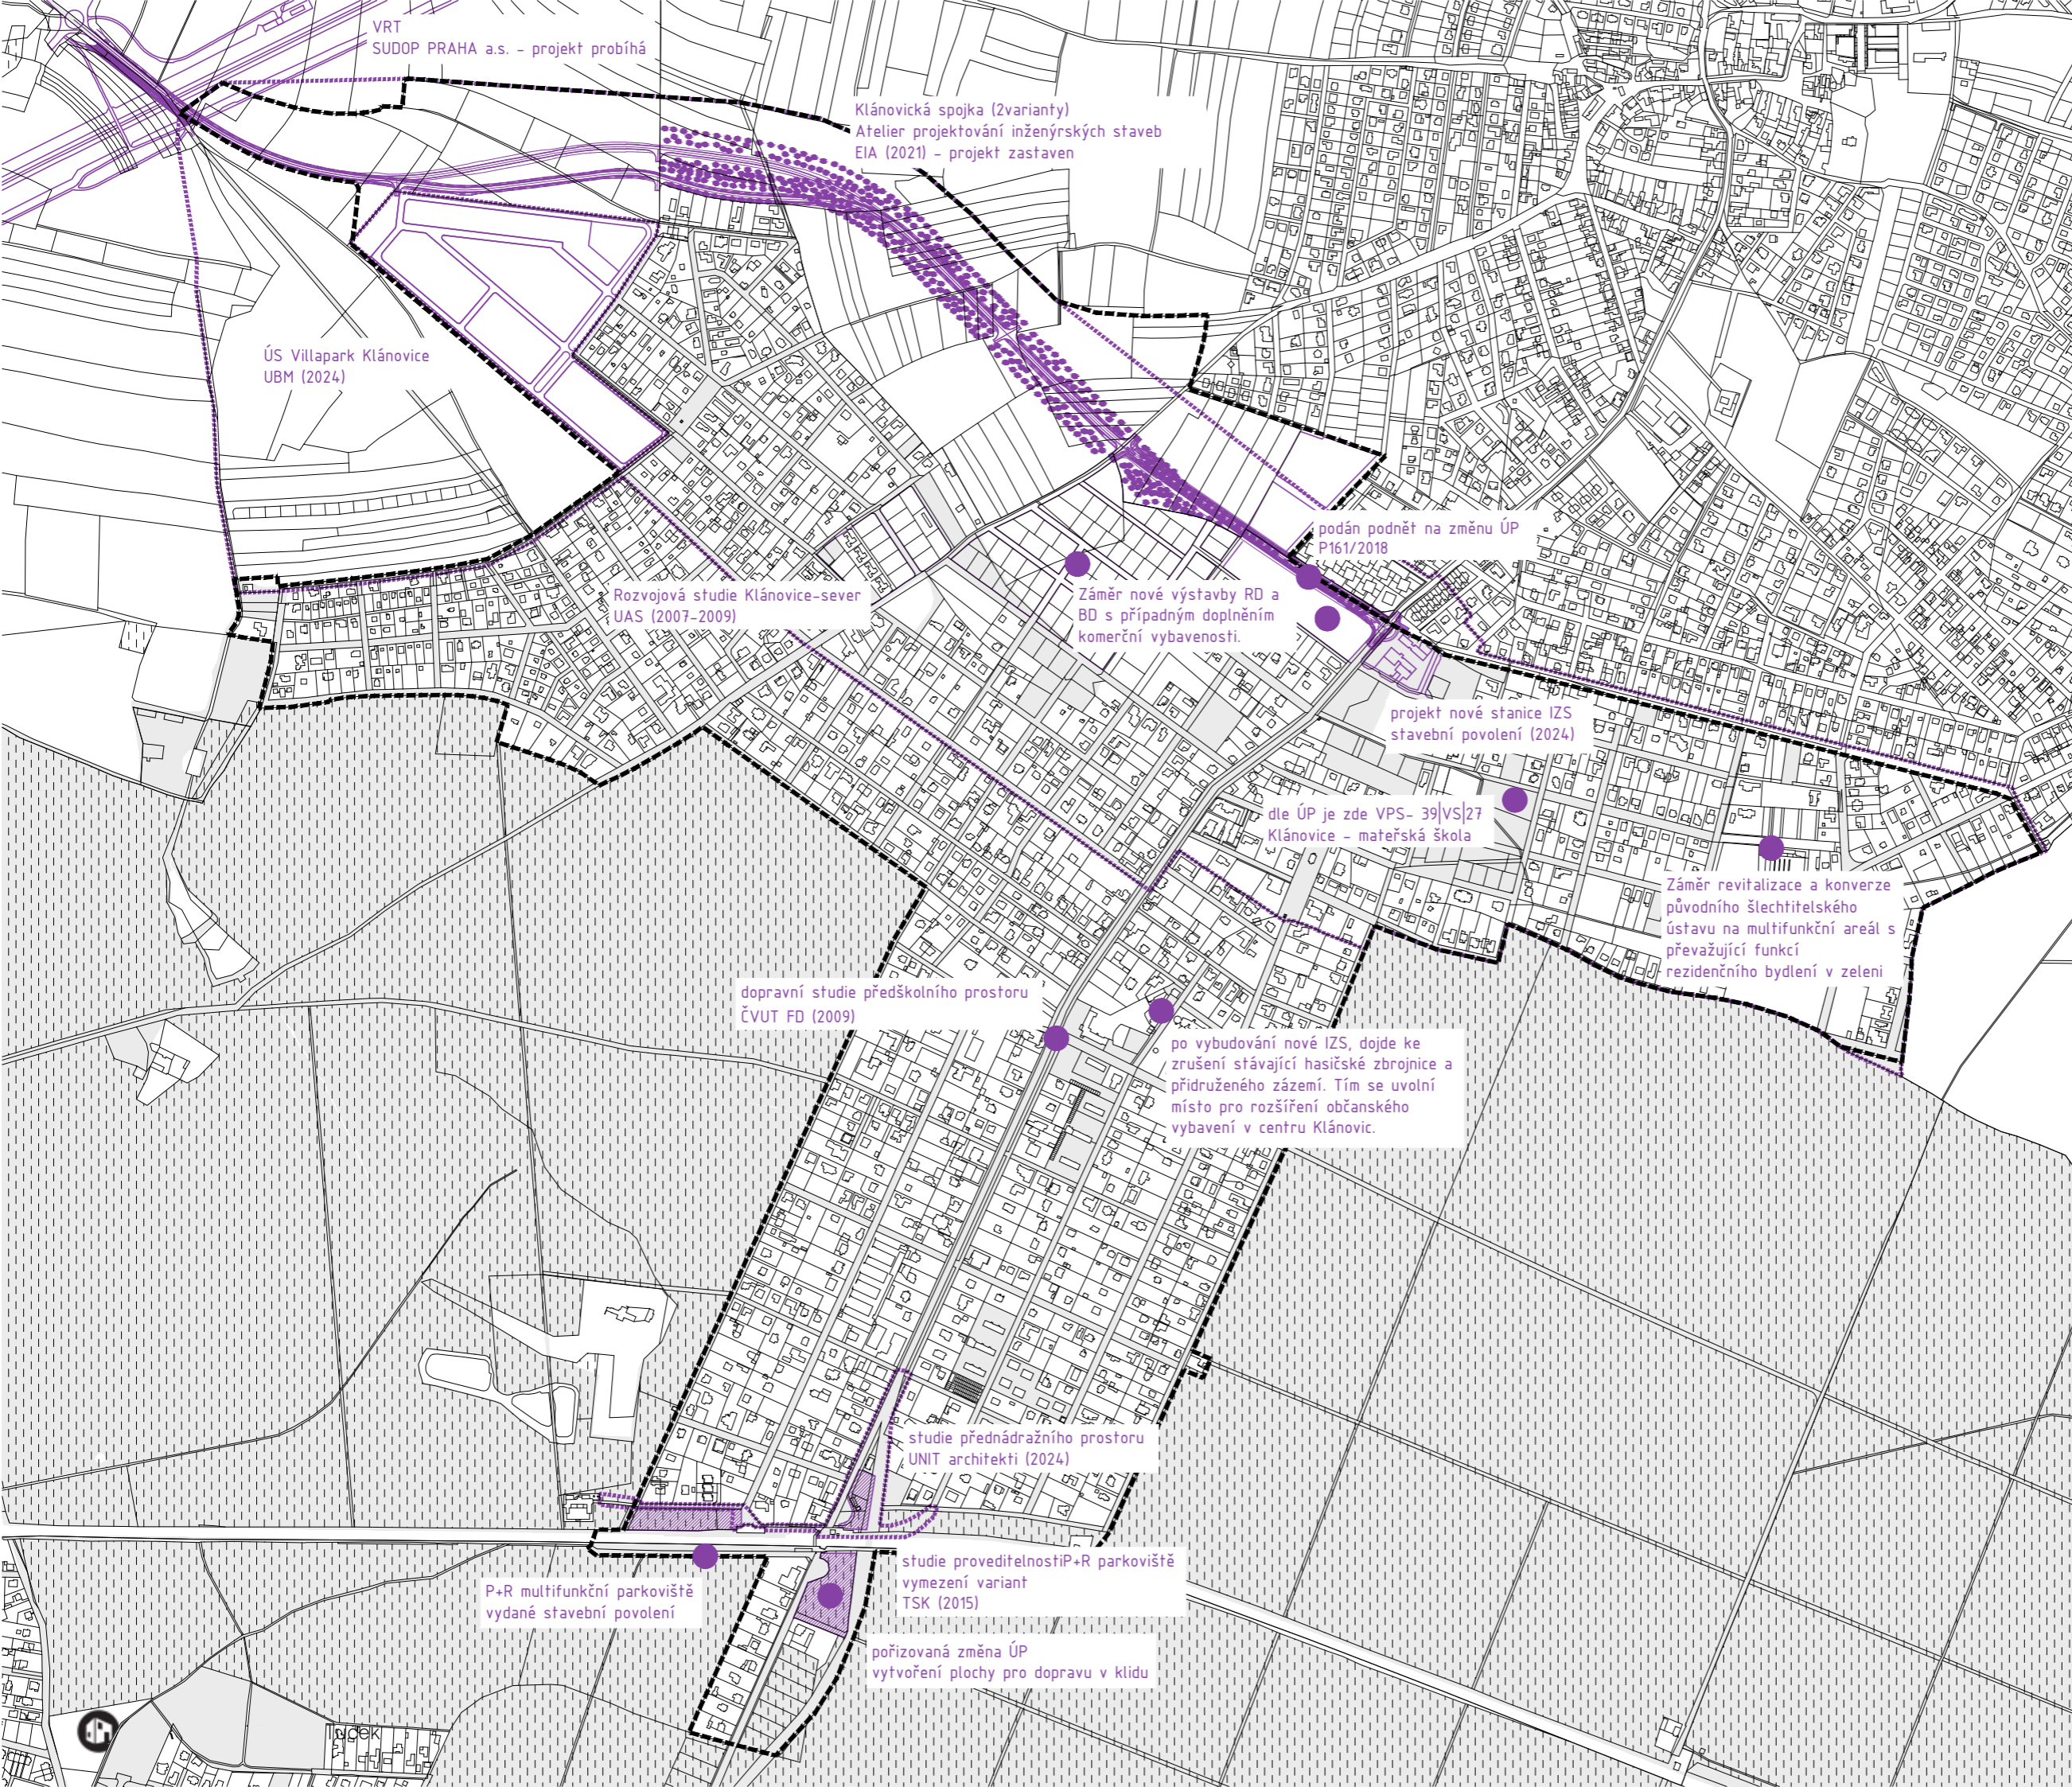 VRT
SUDOP PRAHA a.s. - projekt probíhá
Klánovická spojka (2varianty)
Atelier projektování inženýrských staveb
EIA (2021) - projekt zastaven
ÚS Villapark Klánovice
UBM (2024)
podán podnět na změnu ÚP
P161/2018
Rozvojová studie Klánovice-sever
UAS (2007-2009)
Záměr nové výstavby RD a
BD s případným doplněním
komerční vybavenosti.
projekt nové stanice IZS
stavební povolení (2024)
dle ÚP je zde VPS- 39|VS|27
Klánovice - mateřská škola
Záměr revitalizace a konverze
původního šlechtitelského
ústavu na multifunkční areál s
převažující funkcí
rezidenčního bydlení v zeleni
dopravní studie předškolního prostoru
ČVUT FD (2009)
po vybudování nové IZS, dojde ke
zrušení stávající hasičské zbrojnice a
přidruženého zázemí. Tím se uvolní
místo pro rozšíření občanského
vybavení v centru Klánovic.
studie přednádražního prostoru
UNIT architekti (2024)
studie proveditelnostiP+R parkoviště
vymezení variant
TSK (2015)
P+R multifunkční parkoviště
vydané stavební povolení
pořizovaná změna ÚP
vytvoření plochy pro dopravu v klidu